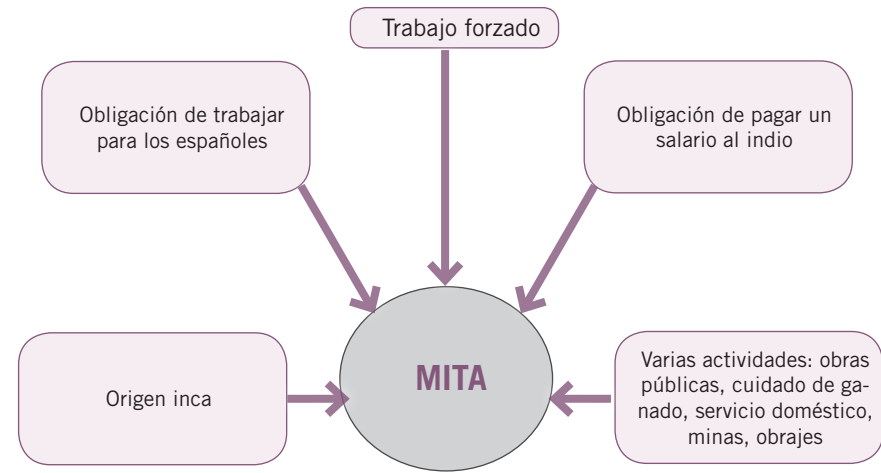 Trabajo forzado
Obligación de trabajar
para los españoles
Obligación de pagar un
salario al indio
Origen inca
MITA
Varias actividades: obras
públicas, cuidado de ga-
nado, servicio doméstico,
minas, obrajes